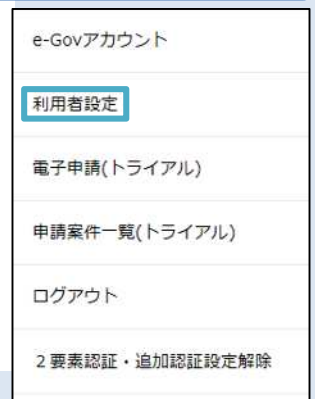 e-Govアカウント
利用者設定
電子申請(トライアル)
申請案件一覧(トライアル)
ログアウト
２要素認証・追加認証設定解除